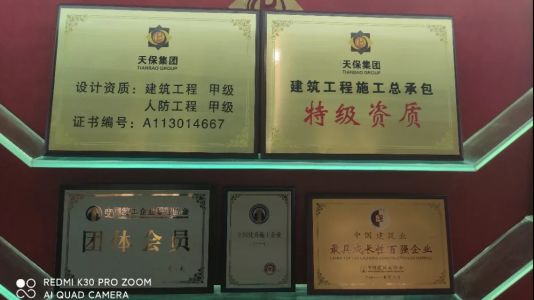 天保集团
TIANBAO GROUP
设计资质：建筑工程 甲级
人防工程 甲级
证书编号：A113014667
天保集团
TIANBAO GROUP
建筑工程施工总承包
特级资质
团体会员
中国建筑业
最具成长性百强企业
REDMI K30 PRO ZOOM
AI QUAD CAMERA